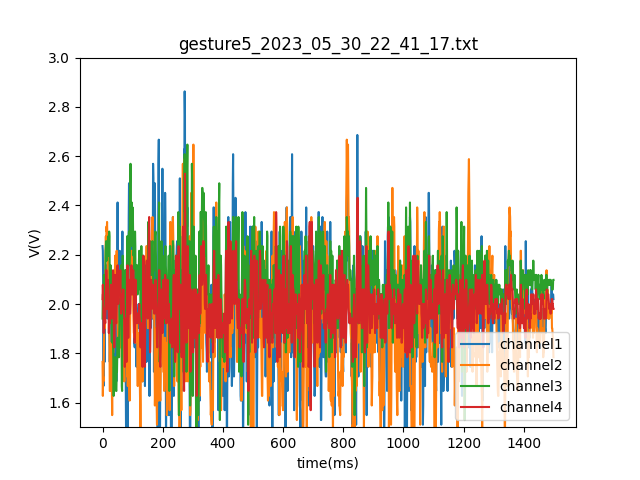 gesture5_2023_05_30_22_41_17.txt
3.0
2.8
2.6
2.4
2.2
2.0
1.8
1.6
V(V)
0 200 400 600 800 1000 1200 1400
time(ms)
channel1
channel2
channel3
channel4